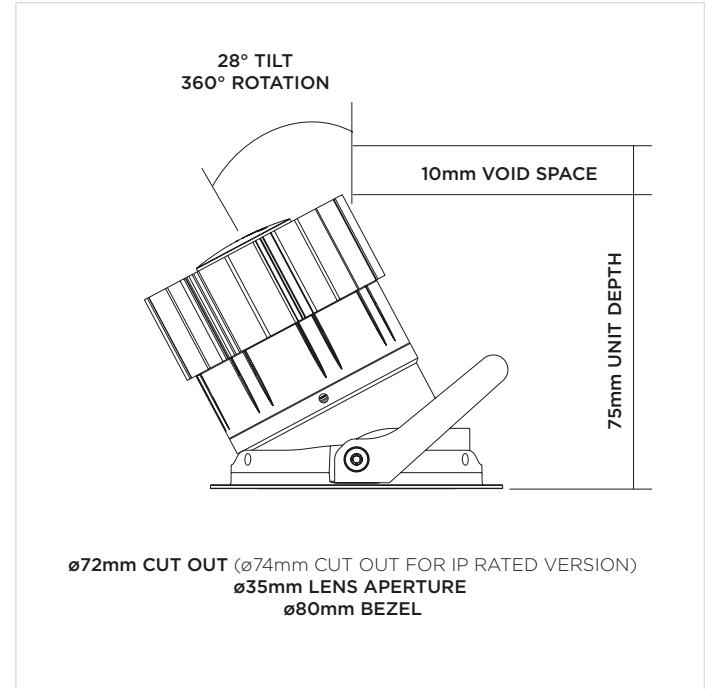 28° TILT
360° ROTATION
10mm VOID SPACE
75mm UNIT DEPTH
ø72mm CUT OUT (ø74mm CUT OUT FOR IP RATED VERSION)
ø35mm LENS APERTURE
ø80mm BEZEL